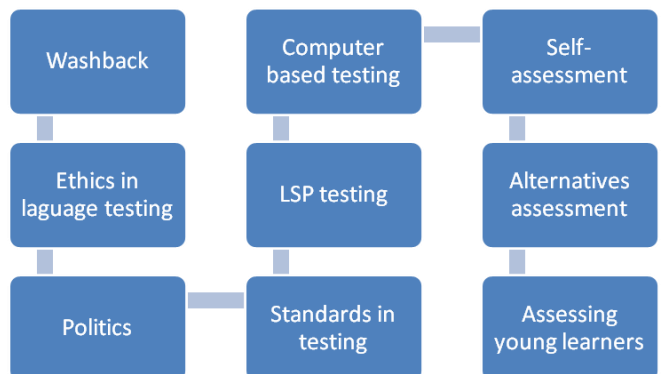 Washback
Ethics in
laguage testing
Politics
Standards in
testing
LSP testing
Computer
based testing
Self-
assessment
Alternatives
assessment
Assessing
young learners